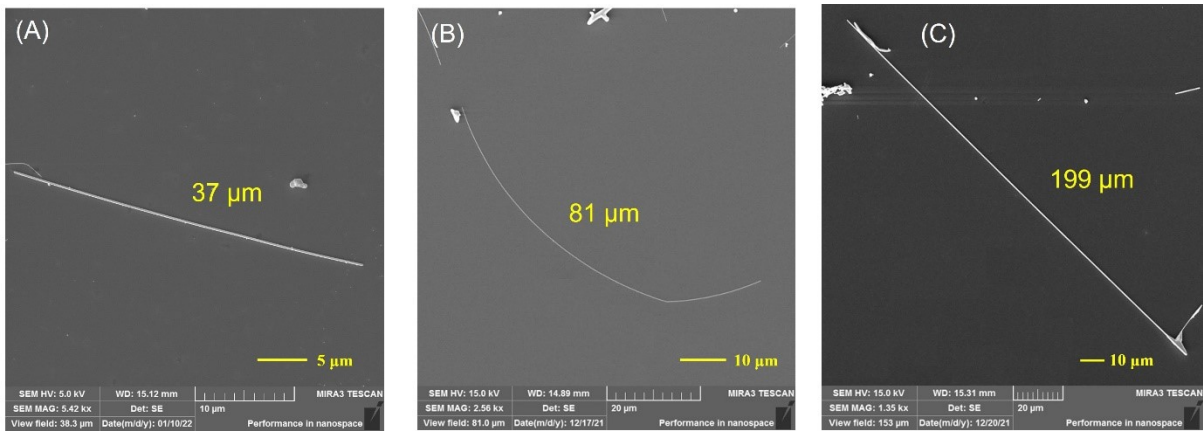 (A)
37 µm
5 µm
SEM HV: 5.0 kV WD: 15.12 mm MIRA3 TESCAN
SEM MAG: 5.42 kx Det: SE 10 µm
View field: 38.3 µm Date(m/d/y): 01/10/22 Performance in nanospace
(B)
81 µm
10 µm
SEM HV: 15.0 kV WD: 14.89 mm MIRA3 TESCAN
SEM MAG: 2.56 kx Det: SE 20 µm
View field: 81.0 µm Date(m/d/y): 12/17/21 Performance in nanospace
(C)
199 µm
10 µm
SEM HV: 15.0 kV WD: 15.31 mm MIRA3 TESCAN
SEM MAG: 1.35 kx Det: SE 20 µm
View field: 153 µm Date(m/d/y): 12/20/21 Performance in nanospace